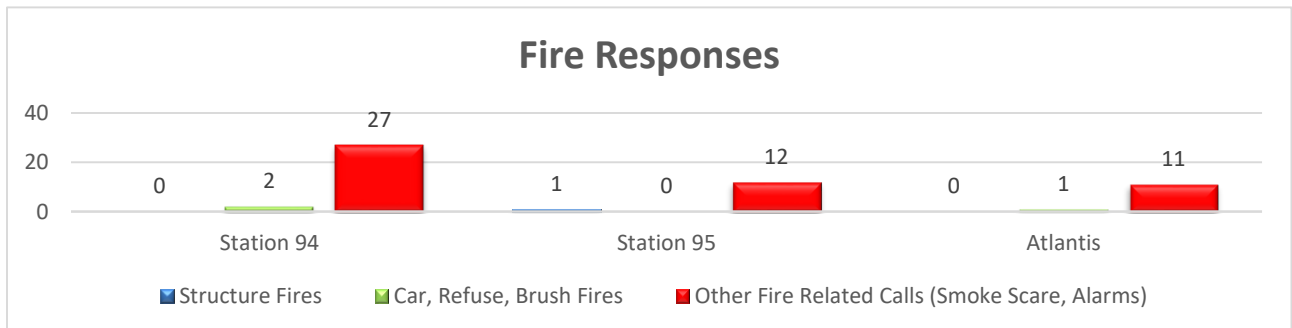 Fire Responses
40
20
0
0 2 27
1 0 12
0 1 11
Station 94 Station 95 Atlantis
Structure Fires Car, Refuse, Brush Fires Other Fire Related Calls (Smoke Scare, Alarms)